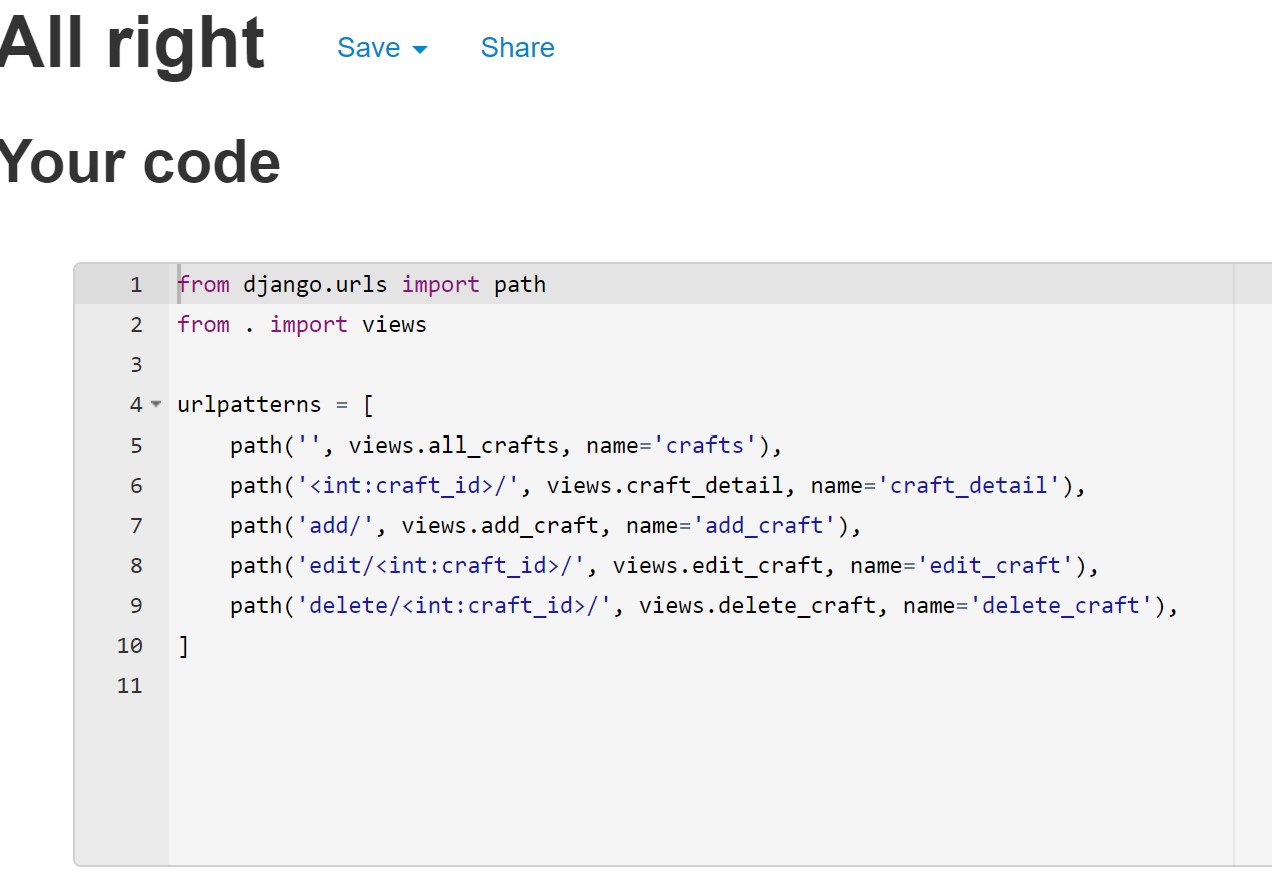 All right
Save Share
Your code
1 from django.urls import path
2 from . import views
3
4 urlpatterns = [
5     path('', views.all_crafts, name='crafts'),
6     path('<int:craft_id>/', views.craft_detail, name='craft_detail'),
7     path('add/', views.add_craft, name='add_craft'),
8     path('edit/<int:craft_id>/', views.edit_craft, name='edit_craft'),
9     path('delete/<int:craft_id>/', views.delete_craft, name='delete_craft'),
10 ]
11